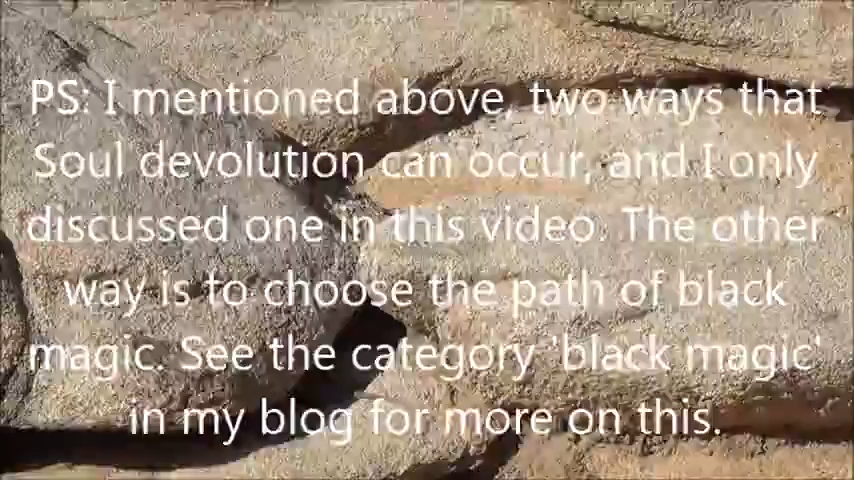 PS: I mentioned above, two ways that
Soul devolution can occur, and I only
discussed one in this video. The other
way is to choose the path of black
magic. See the category 'black magic'
in my blog for more on this.